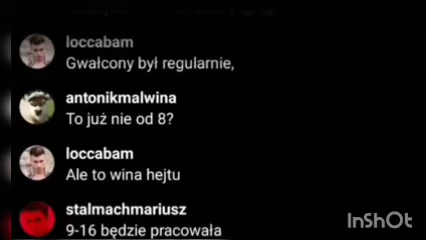 loccabam
Gwałcony był regularnie,
antonikmalwina
To już nie od 8?
loccabam
Ale to wina hejtu
stalmachmariusz
9-16 będzie pracowała
InShOt